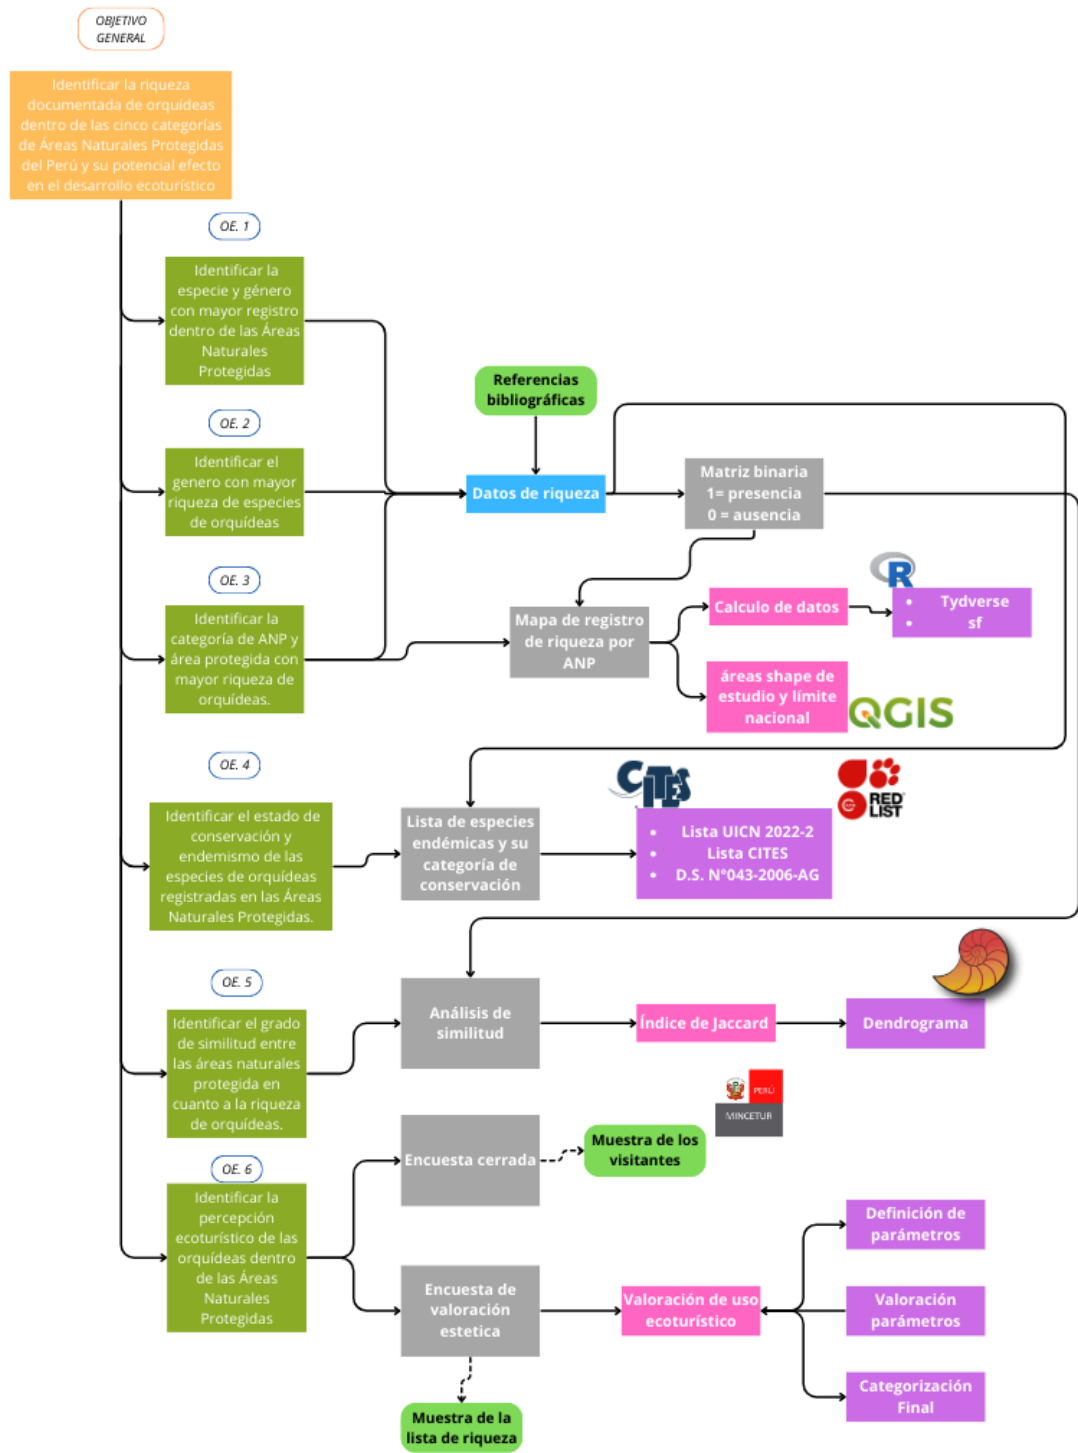 OBJETIVO
GENERAL
Identificar la riqueza
documentada de orquídeas
dentro de las cinco categorías
de Áreas Naturales Protegidas
del Perú y su potencial efecto
en el desarrollo ecoturístico
OE. 1
Identificar la
especie y género
con mayor registro
dentro de las Áreas
Naturales
Protegidas
Referencias
bibliográficas
OE. 2
Identificar el
genero con mayor
riqueza de especies
de orquídeas
Datos de riqueza
Matriz binaria
1= presencia
0 = ausencia
OE. 3
Identificar la
categoría de ANP y
área protegida con
mayor riqueza de
orquídeas.
Mapa de registro
de riqueza por
ANP
Calculo de datos
R
• Tydverse
• sf
áreas shape de
estudio y límite
nacional
QGIS
OE. 4
Identificar el estado de
conservación y
endemismo de las
especies de orquídeas
registradas en las Áreas
Naturales Protegidas.
Lista de especies
endémicas y su
categoría de
conservación
CITES
RED
LIST
• Lista UICN 2022-2
• Lista CITES
• D.S. N°043-2006-AG
OE. 5
Identificar el grado
de similitud entre
las áreas naturales
protegida en
cuanto a la riqueza
de orquídeas.
Análisis de
similitud
Índice de Jaccard
Dendrograma
OE. 6
Identificar la
percepción
ecoturístico de las
orquídeas dentro
de las Áreas
Naturales
Protegidas
Encuesta cerrada
Muestra de los
visitantes
PERÚ
MINCETUR
Encuesta de
valoración
estetica
Valoración de uso
ecoturístico
Definición de
parámetros
Valoración
parámetros
Categorización
Final
Muestra de la
lista de riqueza